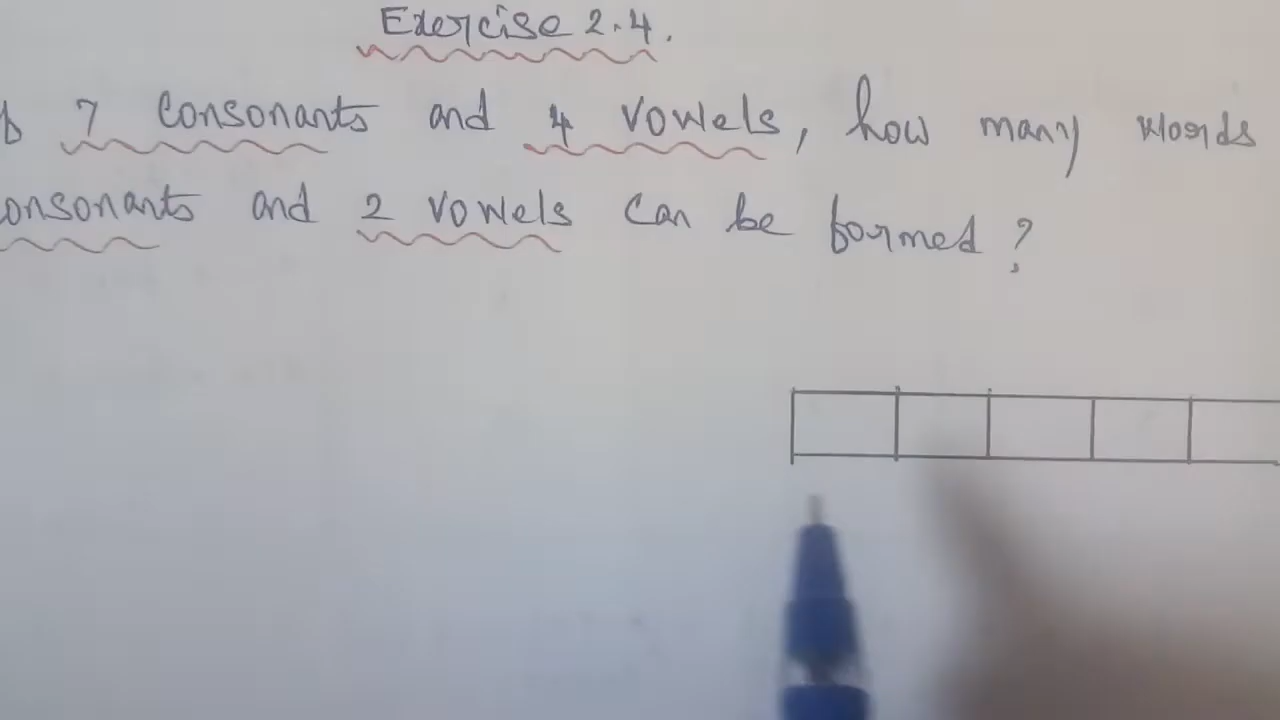 Exercise 2.4.
7 consonants and 4 vowels, how many words
onsonants and 2 vowels can be formed ?